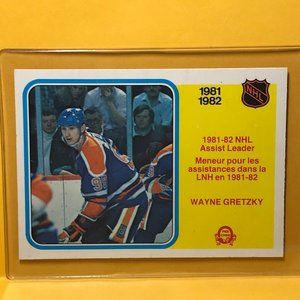 1981
1982
NHL
1981-82 NHL
Assist Leader
Meneur pour les
assistances dans la
LNH en 1981-82
WAYNE GRETZKY
99